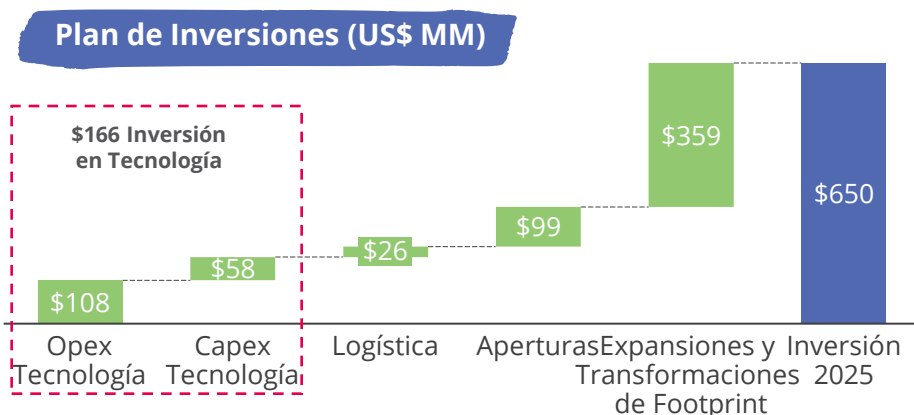 Plan de Inversiones (US$ MM)
$166 Inversión
en Tecnología
$108
$58
$26
$99
$359
$650
Opex
Tecnología
Capex
Tecnología
Logística
Aperturas
Expansiones y
Transformaciones
de Footprint
Inversión
2025